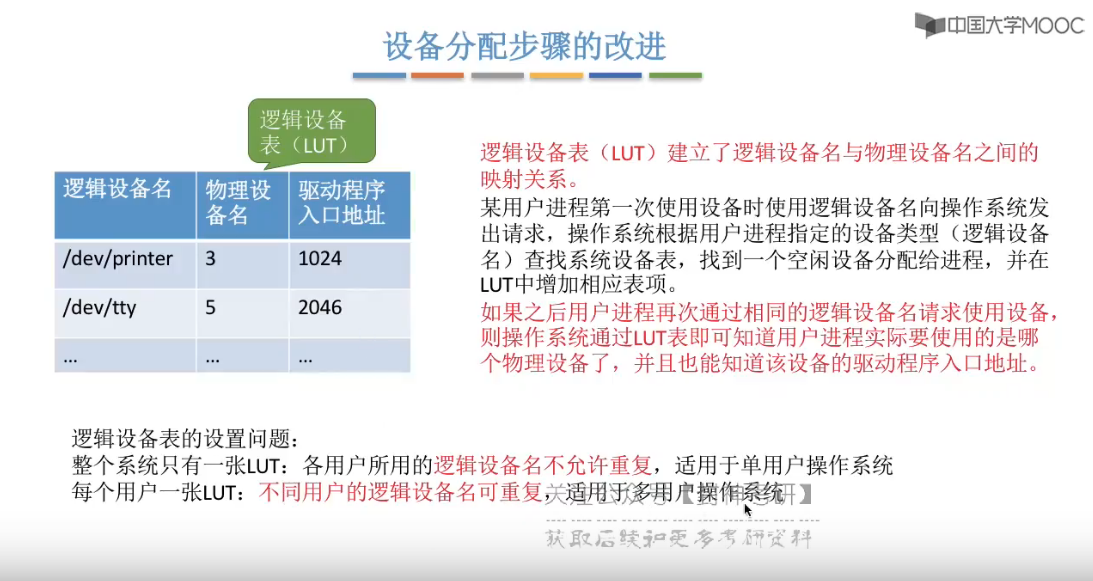 中国大学MOOC
设备分配步骤的改进
逻辑设备
表（LUT）
逻辑设备名 物理设备名 驱动程序入口地址
/dev/printer 3 1024
/dev/tty 5 2046
... ... ...
逻辑设备表（LUT）建立了逻辑设备名与物理设备名之间的
映射关系。
某用户进程第一次使用设备时使用逻辑设备名向操作系统发
出请求，操作系统根据用户进程指定的设备类型（逻辑设备
名）查找系统设备表，找到一个空闲设备分配给进程，并在
LUT中增加相应表项。
如果之后用户进程再次通过相同的逻辑设备名请求使用设备，
则操作系统通过LUT表即可知道用户进程实际要使用的是哪
个物理设备了，并且也能知道该设备的驱动程序入口地址。
逻辑设备表的设置问题：
整个系统只有一张LUT：各用户所用的逻辑设备名不允许重复，适用于单用户操作系统
每个用户一张LUT：不同用户的逻辑设备名可重复，适用于多用户操作系统
获取后续和更多考研资料